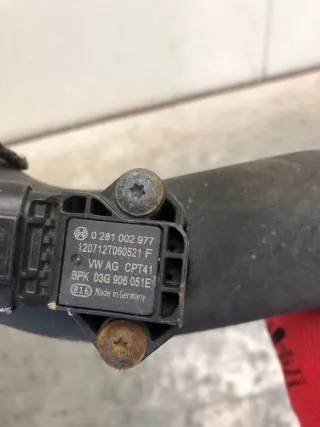 0 281 002 977
120712T060521 F
VW AG CPT41
BPK 03G 906 051E
816 Made in Germany